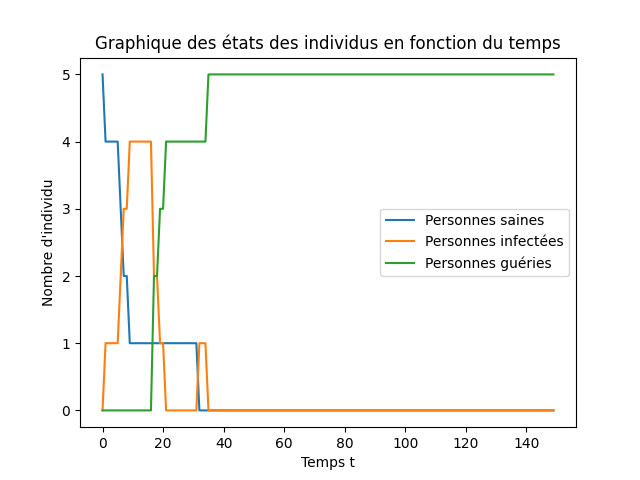 Graphique des états des individus en fonction du temps
Nombre d'individu
5
4
3
2
1
0
Personnes saines
Personnes infectées
Personnes guéries
0 20 40 60 80 100 120 140
Temps t